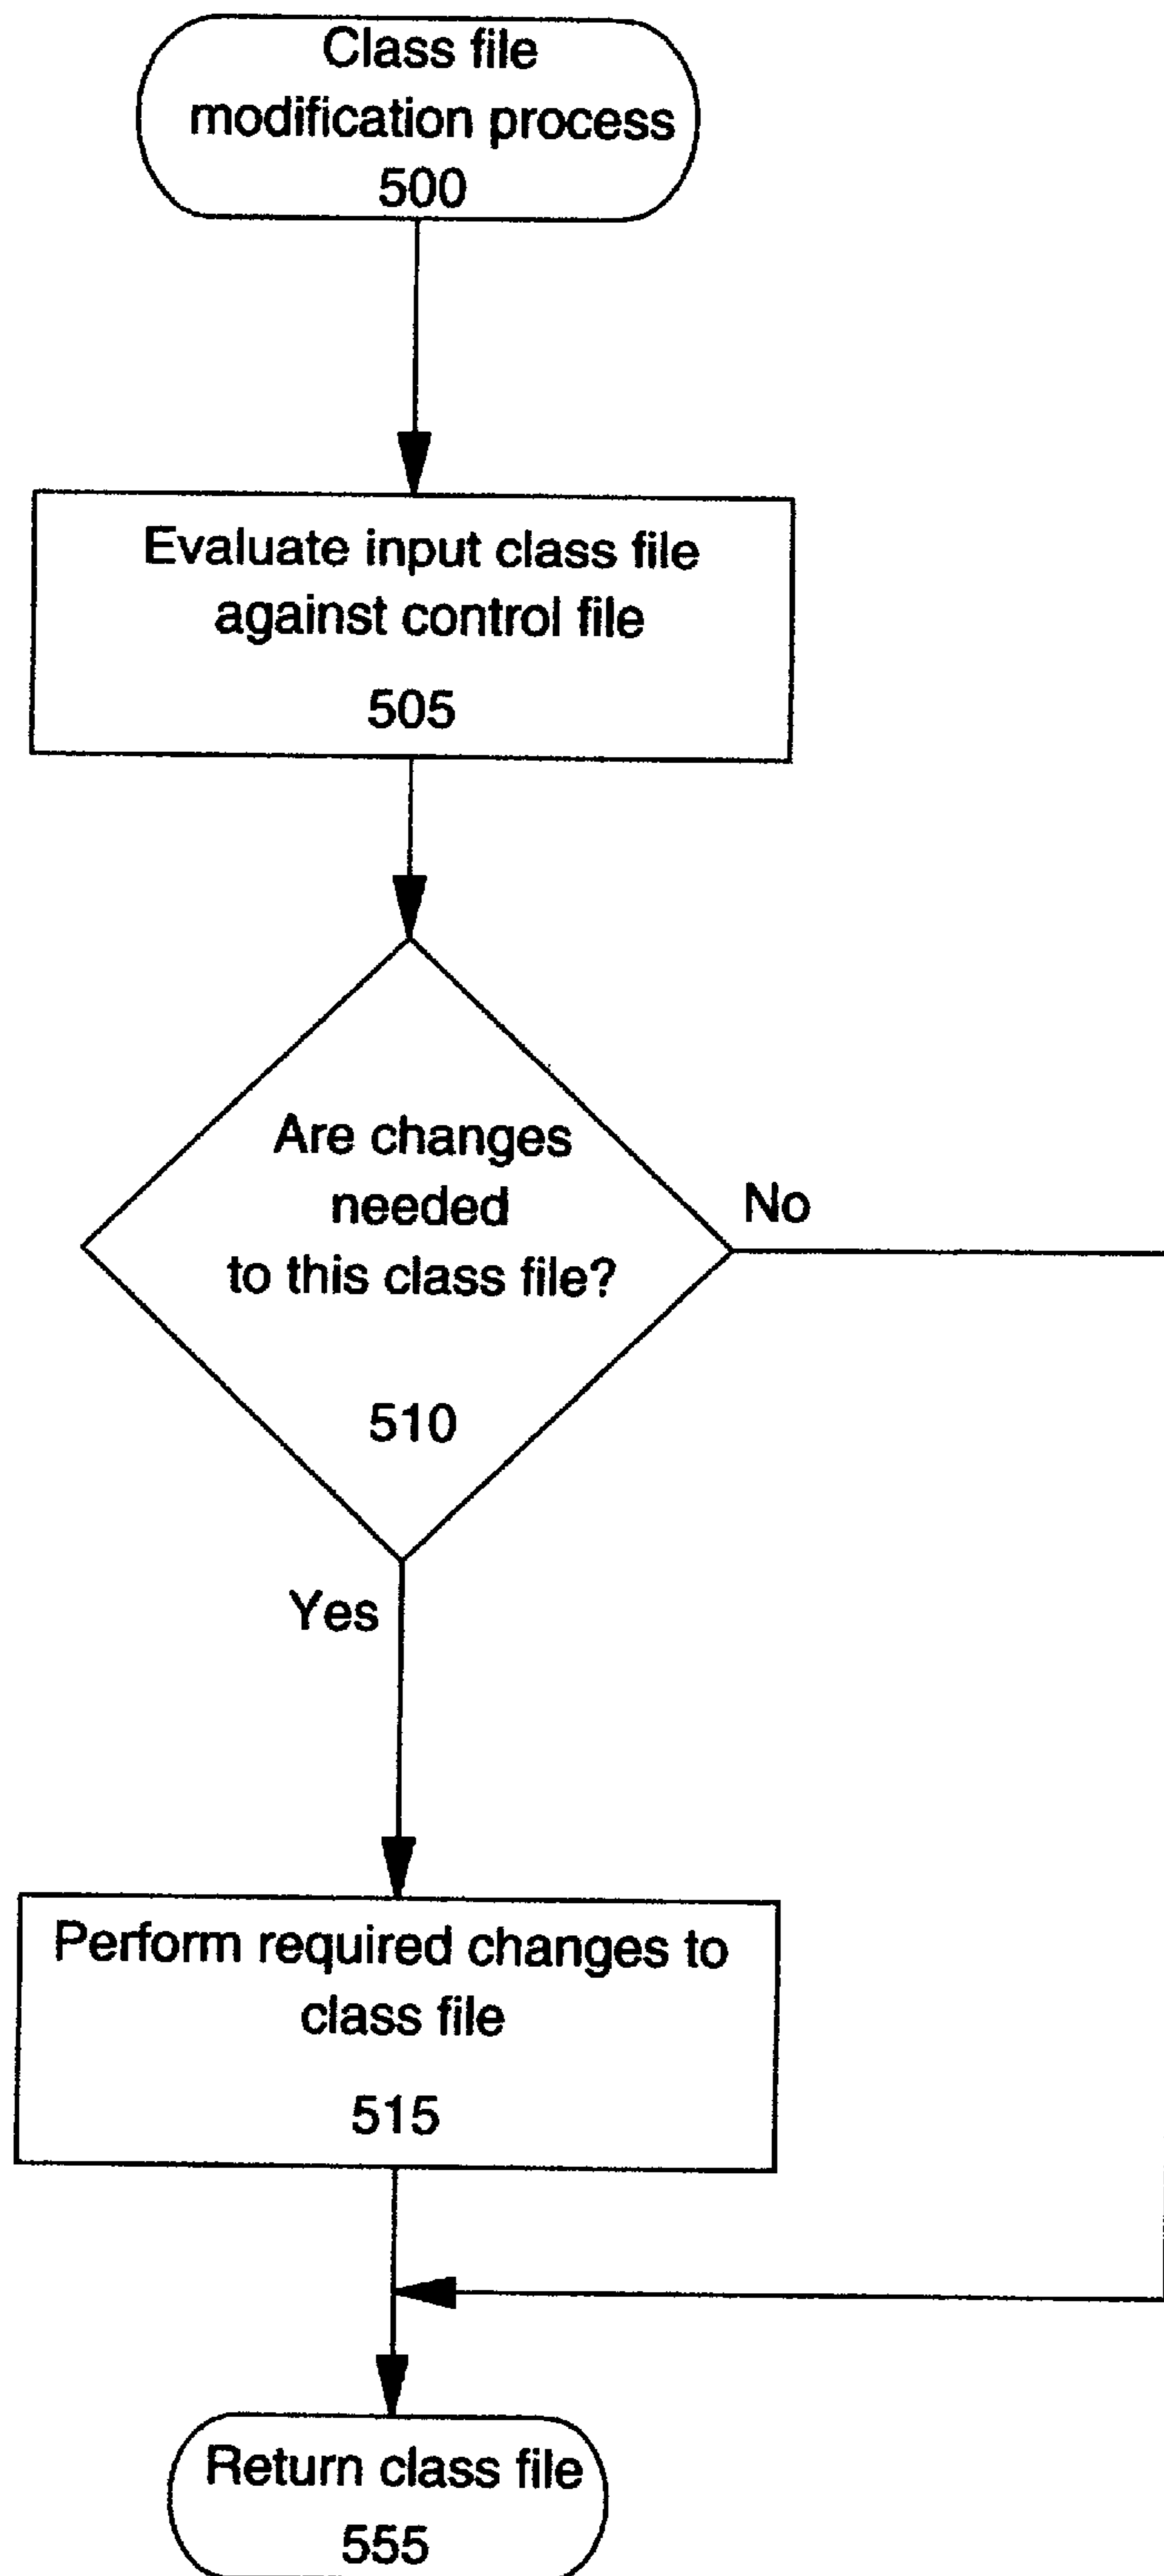 Class file
modification process
500
Evaluate input class file
against control file
505
Are changes
needed
to this class file?
510
No
Yes
Perform required changes to
class file
515
Return class file
555